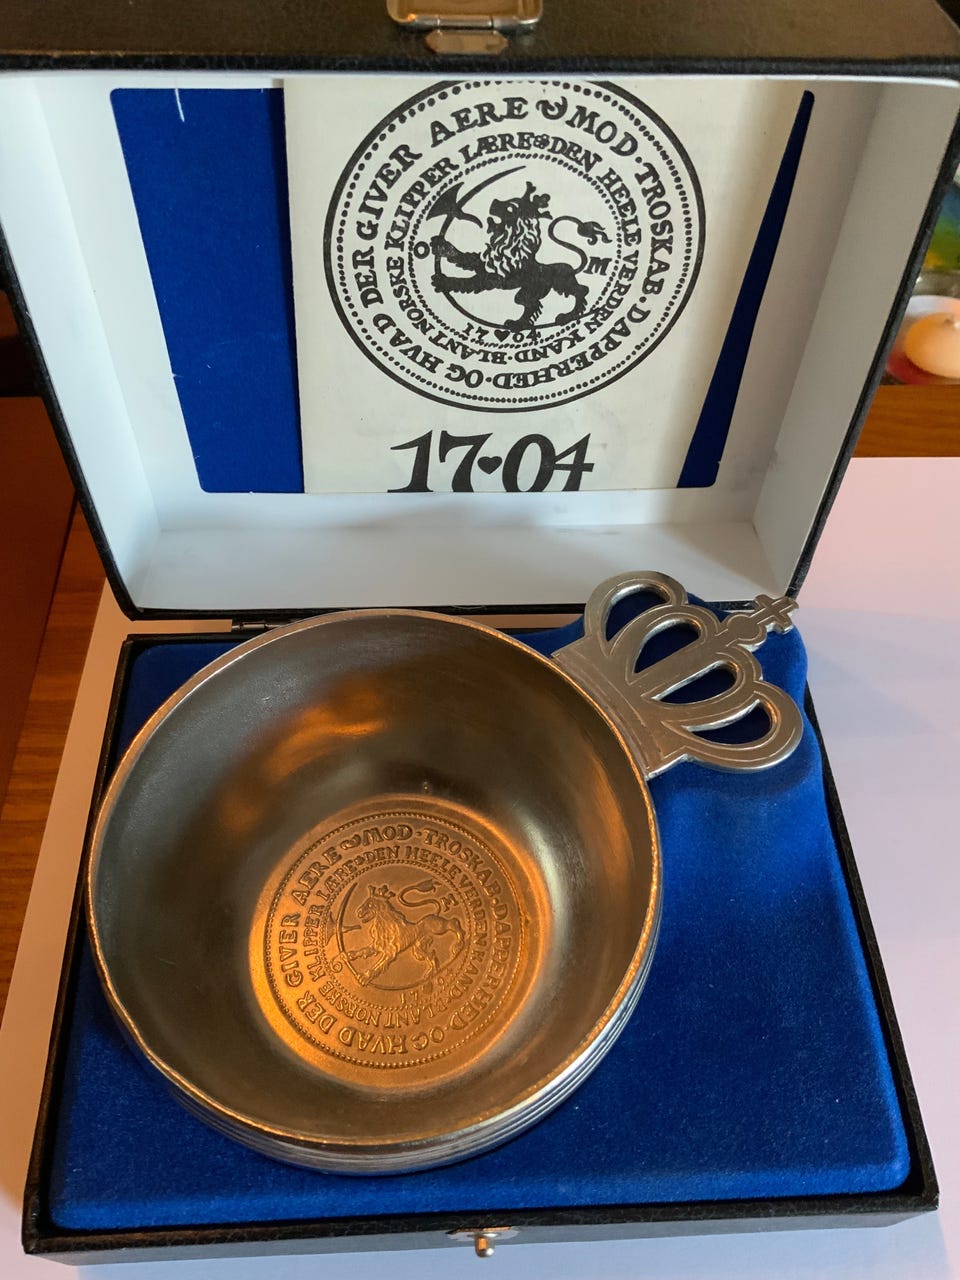 MOD · TROSKAB · DAPPERHED · OG HVAD DER GIVER AERE
DEN HEELE VERDEN KAND · BLANT NORSKE KLIPPER LÆRE
17♥04
17♥04
MOD · TROSKAB · DAPPERHED · OG HVAD DER GIVER AERE
DEN HEELE VERDEN KAND · BLANT NORSKE KLIPPER LÆRE